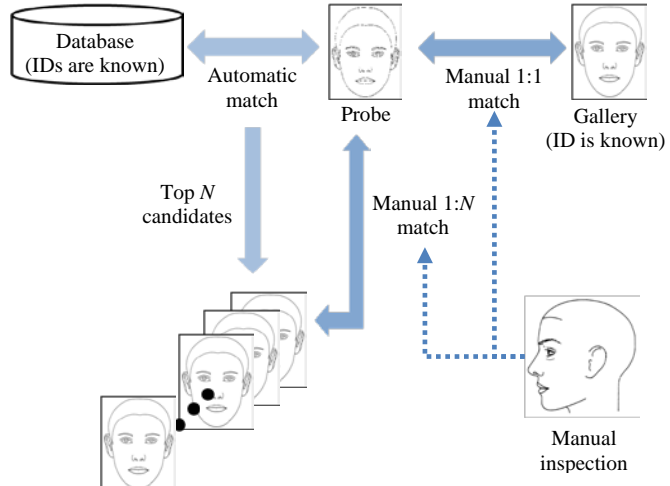 Database
(IDs are known)
Automatic
match
Probe
Manual 1:1
match
Gallery
(ID is known)
Top N
candidates
Manual 1:N
match
Manual
inspection